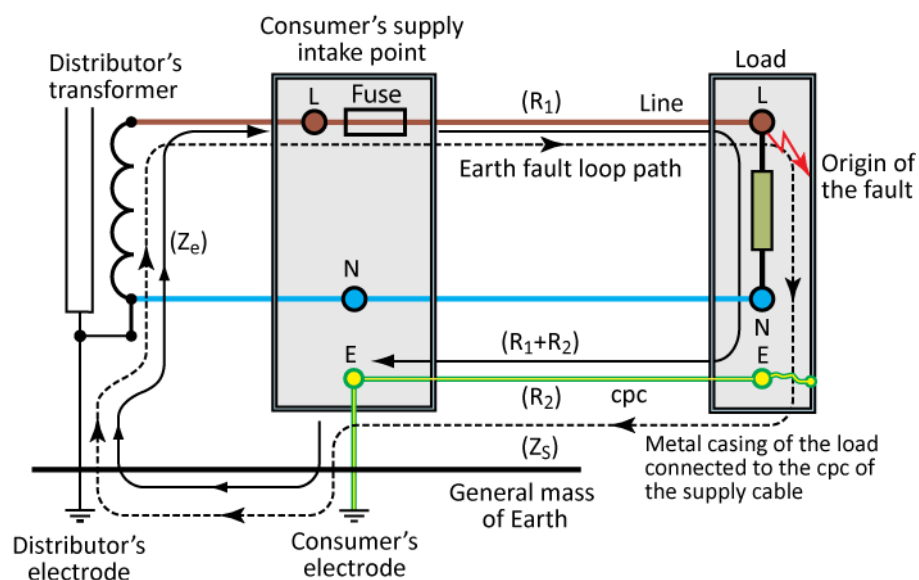 Consumer's supply
intake point
Distributor's
transformer
Load
L
Fuse
(R₁)
Line
L
Earth fault loop path
Origin of
the fault
(Zₑ)
N
N
(R₁+R₂)
E
E
(R₂)
cpc
(Zₛ)
Metal casing of the load
connected to the cpc of
the supply cable
General mass
of Earth
Distributor's
electrode
Consumer's
electrode